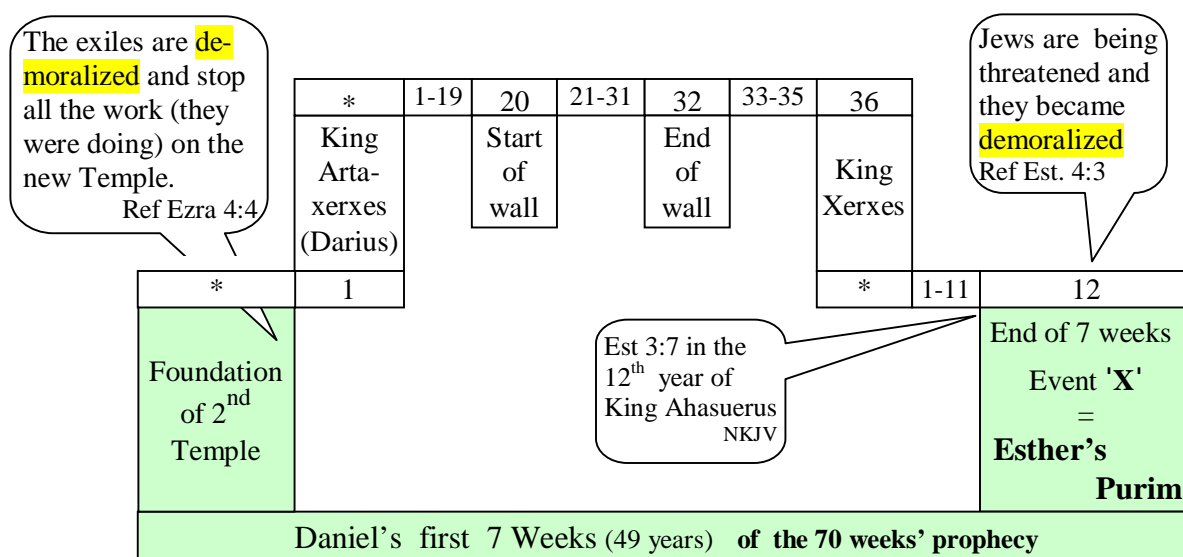 The exiles are de-
moralized and stop
all the work (they
were doing) on the
new Temple.
Ref Ezra 4:4
Jews are being
threatened and
they became
demoralized
Ref Est. 4:3
* 1-19 20 21-31 32 33-35 36
King
Arta-
xerxes
(Darius)
Start
of
wall
End
of
wall
King
Xerxes
* 1 * 1-11 12
Foundation
of 2nd
Temple
Est 3:7 in the
12th year of
King Ahasuerus
NKJV
End of 7 weeks
Event 'X'
=
Esther's
Purim
Daniel's first 7 Weeks (49 years) of the 70 weeks' prophecy